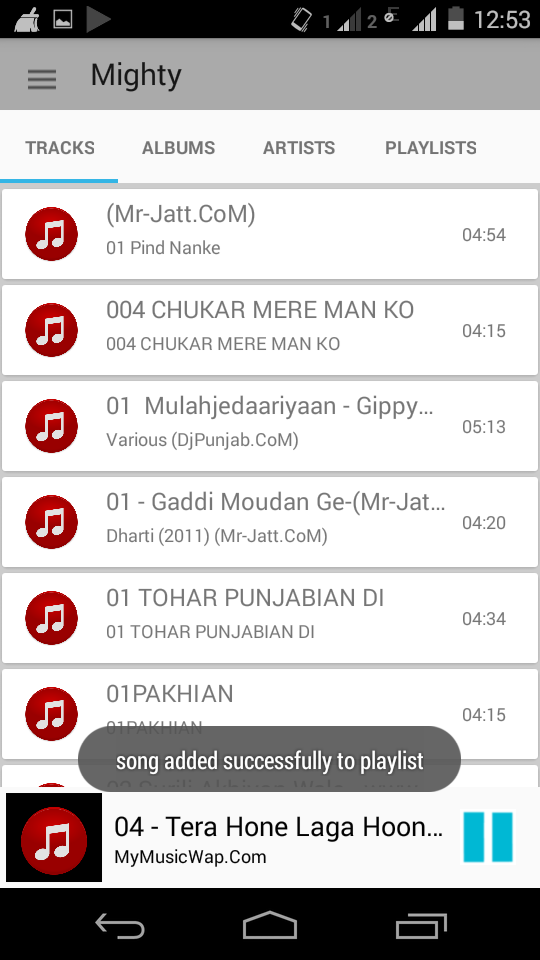 1 2 E 12:53
Mighty
TRACKS ALBUMS ARTISTS PLAYLISTS
(Mr-Jatt.CoM)
01 Pind Nanke
04:54
004 CHUKAR MERE MAN KO
004 CHUKAR MERE MAN KO
04:15
01  Mulahjedaariyaan - Gippy...
Various (DjPunjab.CoM)
05:13
01 - Gaddi Moudan Ge-(Mr-Jat...
Dharti (2011) (Mr-Jatt.CoM)
04:20
01 TOHAR PUNJABIAN DI
01 TOHAR PUNJABIAN DI
04:34
01PAKHIAN
01PAKHIAN
04:15
song added successfully to playlist
04 - Tera Hone Laga Hoon...
MyMusicWap.Com